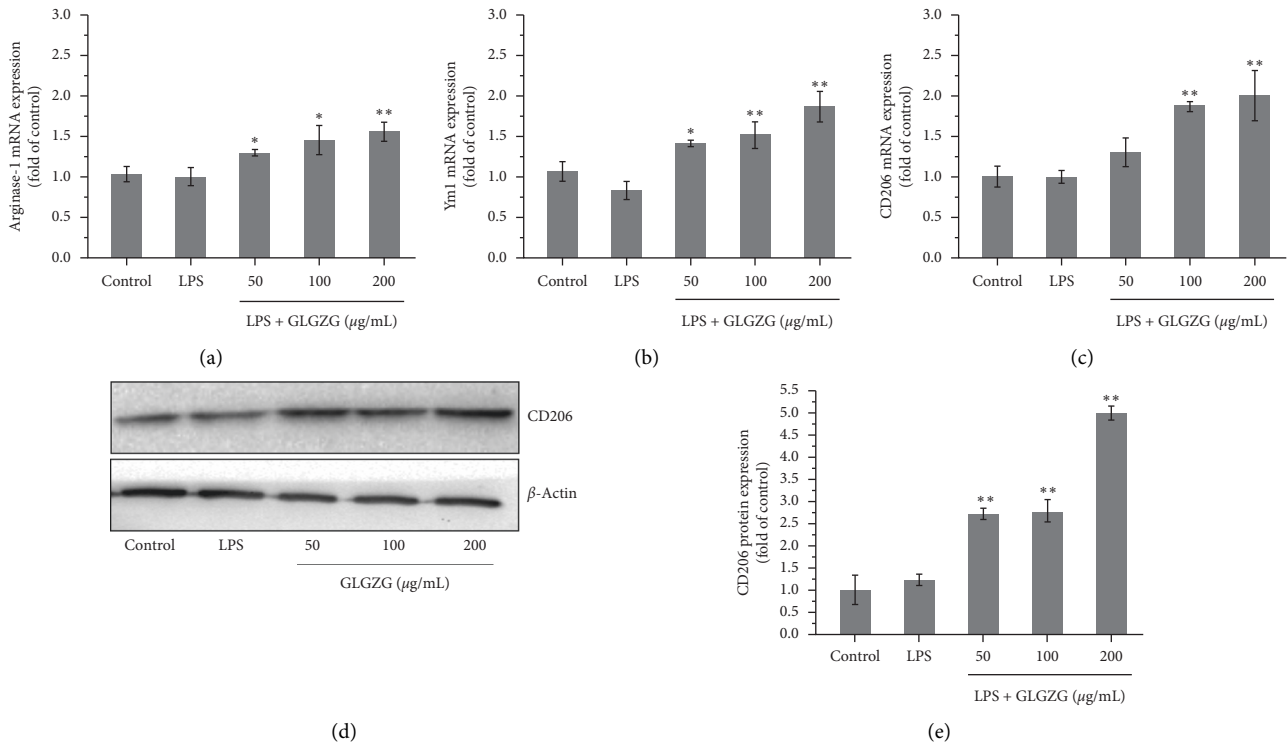 Arginase-1 mRNA expression
(fold of control)
3.0
2.5
2.0
1.5
1.0
0.5
0.0
*
*
**
Control LPS 50 100 200
LPS + GLGZG (μg/mL)
(a)
Ym1 mRNA expression
(fold of control)
3.0
2.5
2.0
1.5
1.0
0.5
0.0
*
**
**
Control LPS 50 100 200
LPS + GLGZG (μg/mL)
(b)
CD206 mRNA expression
(fold of control)
3.0
2.5
2.0
1.5
1.0
0.5
0.0
**
**
Control LPS 50 100 200
LPS + GLGZG (μg/mL)
(c)
CD206
β-Actin
Control LPS 50 100 200
GLGZG (μg/mL)
(d)
CD206 protein expression
(fold of control)
5.5
5.0
4.5
4.0
3.5
3.0
2.5
2.0
1.5
1.0
0.5
0.0
**
**
**
Control LPS 50 100 200
LPS + GLGZG (μg/mL)
(e)